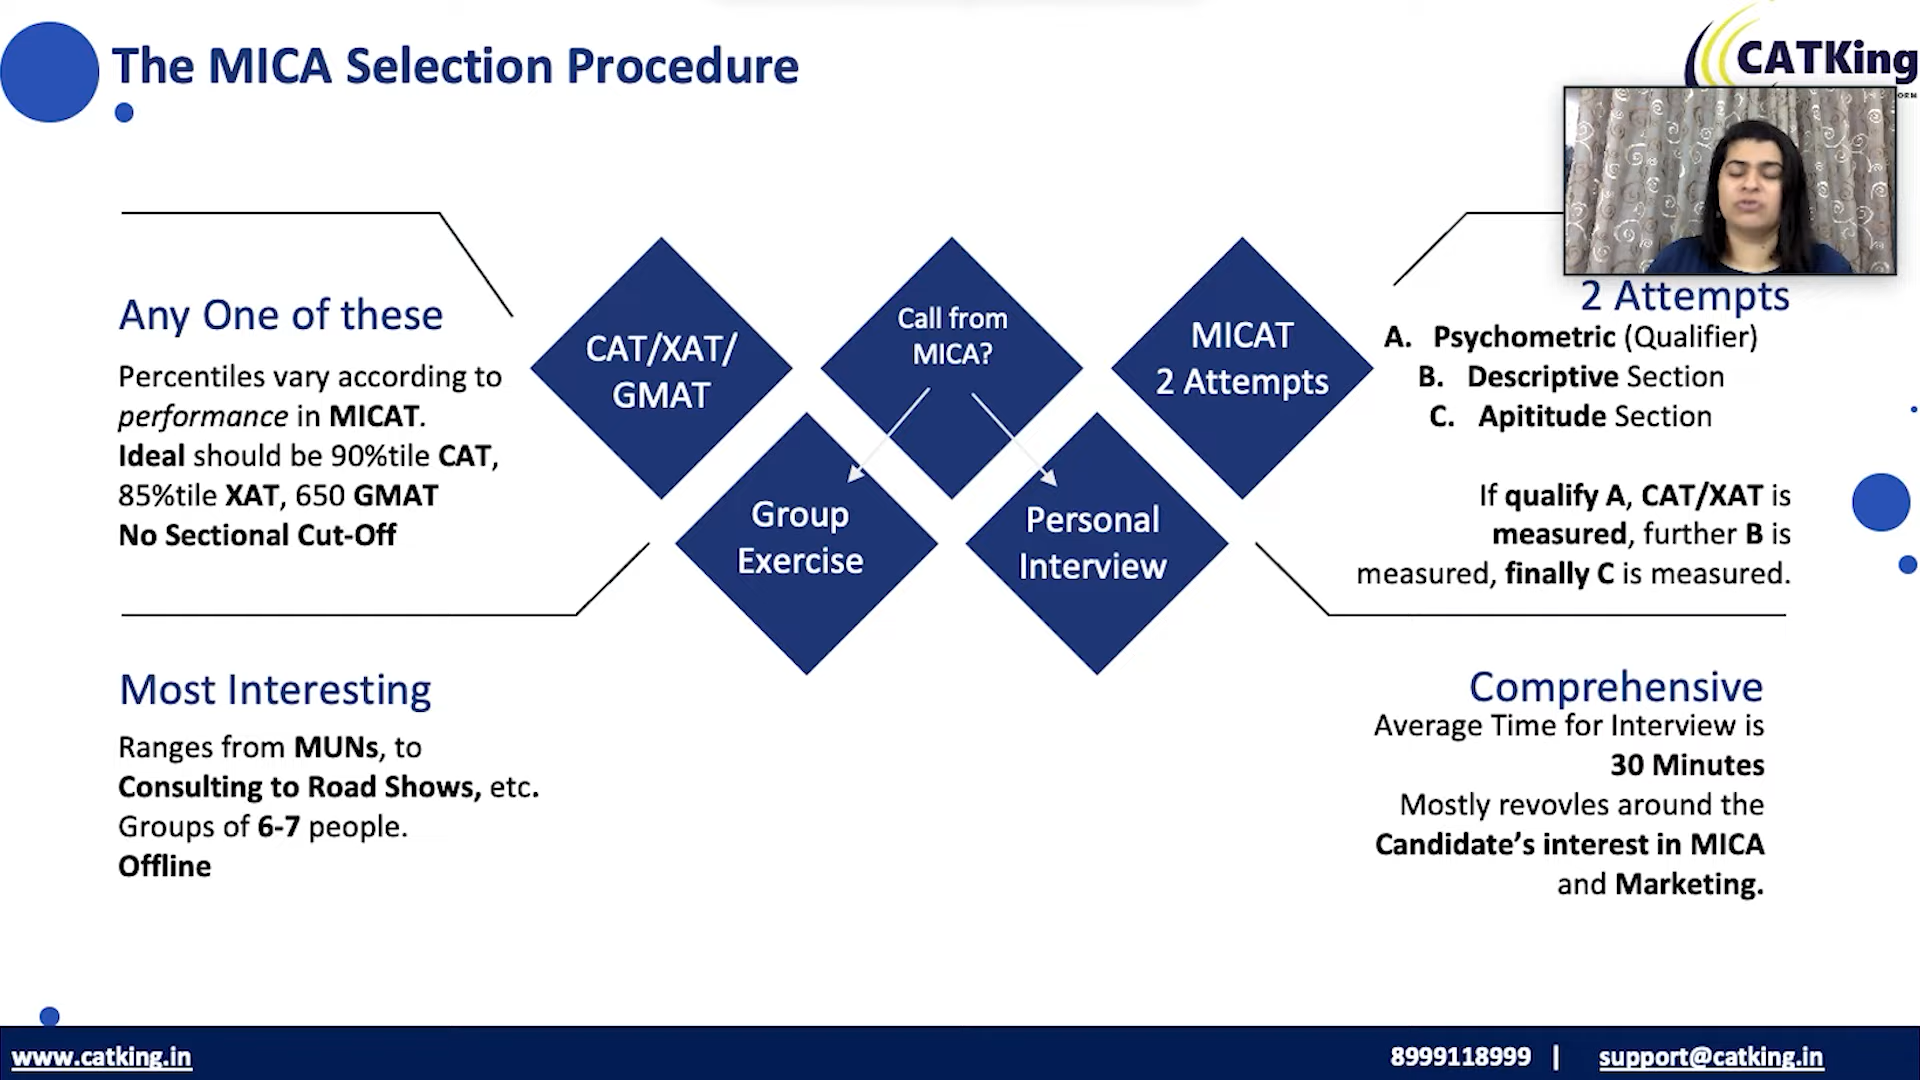 The MICA Selection Procedure
CATKing
ORM
Any One of these
Percentiles vary according to
performance in MICAT.
Ideal should be 90%tile CAT,
85%tile XAT, 650 GMAT
No Sectional Cut-Off
CAT/XAT/
GMAT
Call from
MICA?
MICAT
2 Attempts
Group
Exercise
Personal
Interview
2 Attempts
A. Psychometric (Qualifier)
B. Descriptive Section
C. Apititude Section
If qualify A, CAT/XAT is
measured, further B is
measured, finally C is measured.
Most Interesting
Ranges from MUNs, to
Consulting to Road Shows, etc.
Groups of 6-7 people.
Offline
Comprehensive
Average Time for Interview is
30 Minutes
Mostly revovles around the
Candidate's interest in MICA
and Marketing.
www.catking.in
8999118999 | support@catking.in